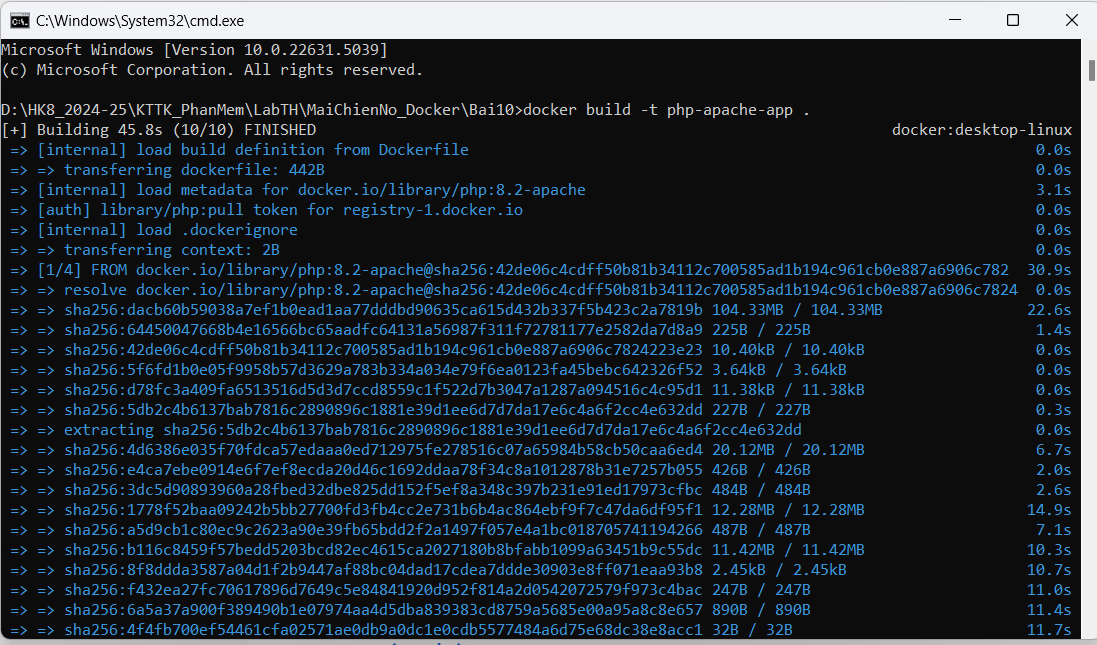 C:\Windows\System32\cmd.exe
Microsoft Windows [Version 10.0.22631.5039]
(c) Microsoft Corporation. All rights reserved.
D:\HK8_2024-25\KTTK_PhanMem\LabTH\MaiChienNo_Docker\Bai10>docker build -t php-apache-app .
[+] Building 45.8s (10/10) FINISHED docker:desktop-linux
=> [internal] load build definition from Dockerfile 0.0s
=> => transferring dockerfile: 442B 0.0s
=> [internal] load metadata for docker.io/library/php:8.2-apache 3.1s
=> [auth] library/php:pull token for registry-1.docker.io 0.0s
=> [internal] load .dockerignore 0.0s
=> => transferring context: 2B 0.0s
=> [1/4] FROM docker.io/library/php:8.2-apache@sha256:42de06c4cdff50b81b34112c700585ad1b194c961cb0e887a6906c782 30.9s
=> => resolve docker.io/library/php:8.2-apache@sha256:42de06c4cdff50b81b34112c700585ad1b194c961cb0e887a6906c7824 0.0s
=> => sha256:dacb60b59038a7ef1b0ead1aa77dddbd90635ca615d432b337f5b423c2a7819b 104.33MB / 104.33MB 22.6s
=> => sha256:64450047668b4e16566bc65aadfc64131a56987f311f72781177e2582da7d8a9 225B / 225B 1.4s
=> => sha256:42de06c4cdff50b81b34112c700585ad1b194c961cb0e887a6906c7824223e23 10.40kB / 10.40kB 0.0s
=> => sha256:5f6fd1b0e05f9958b57d3629a783b334a034e79f6ea0123fa45bebc642326f52 3.64kB / 3.64kB 0.0s
=> => sha256:d78fc3a409fa6513516d5d3d7ccd8559c1f522d7b3047a1287a094516c4c95d1 11.38kB / 11.38kB 0.0s
=> => sha256:5db2c4b6137bab7816c2890896c1881e39d1ee6d7d7da17e6c4a6f2cc4e632dd 227B / 227B 0.3s
=> => extracting sha256:5db2c4b6137bab7816c2890896c1881e39d1ee6d7d7da17e6c4a6f2cc4e632dd 0.0s
=> => sha256:4d6386e035f70fdca57edaaa0ed712975fe278516c07a65984b58cb50caa6ed4 20.12MB / 20.12MB 6.7s
=> => sha256:e4ca7ebe0914e6f7ef8ecda20d46c1692ddaa78f34c8a1012878b31e7257b055 426B / 426B 2.0s
=> => sha256:3dc5d90893960a28fbed32dbe825dd152f5ef8a348c397b231e91ed17973cfbc 484B / 484B 2.6s
=> => sha256:1778f52baa09242b5bb27700fd3fb4cc2e731b6b4ac864ebf9f7c47da6df95f1 12.28MB / 12.28MB 14.9s
=> => sha256:a5d9cb1c80ec9c2623a90e39fb65bdd2f2a1497f057e4a1bc018705741194266 487B / 487B 7.1s
=> => sha256:b116c8459f57bedd5203bcd82ec4615ca2027180b8bfabb1099a63451b9c55dc 11.42MB / 11.42MB 10.3s
=> => sha256:8f8ddda3587a04d1f2b9447af88bc04dad17cdea7ddde30903e8ff071eaa93b8 2.45kB / 2.45kB 10.7s
=> => sha256:f432ea27fc70617896d7649c5e84841920d952f814a2d0542072579f973c4bac 247B / 247B 11.0s
=> => sha256:6a5a37a900f389490b1e07974aa4d5dba839383cd8759a5685e00a95a8c8e657 890B / 890B 11.4s
=> => sha256:4f4fb700ef54461cfa02571ae0db9a0dc1e0cdb5577484a6d75e68dc38e8acc1 32B / 32B 11.7s